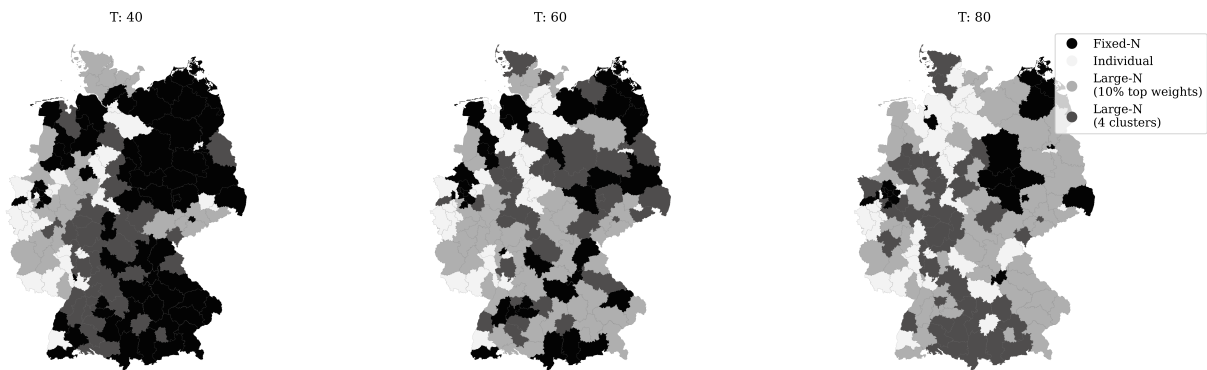 T: 40
T: 60
T: 80
Fixed-N
Individual
Large-N
(10% top weights)
Large-N
(4 clusters)